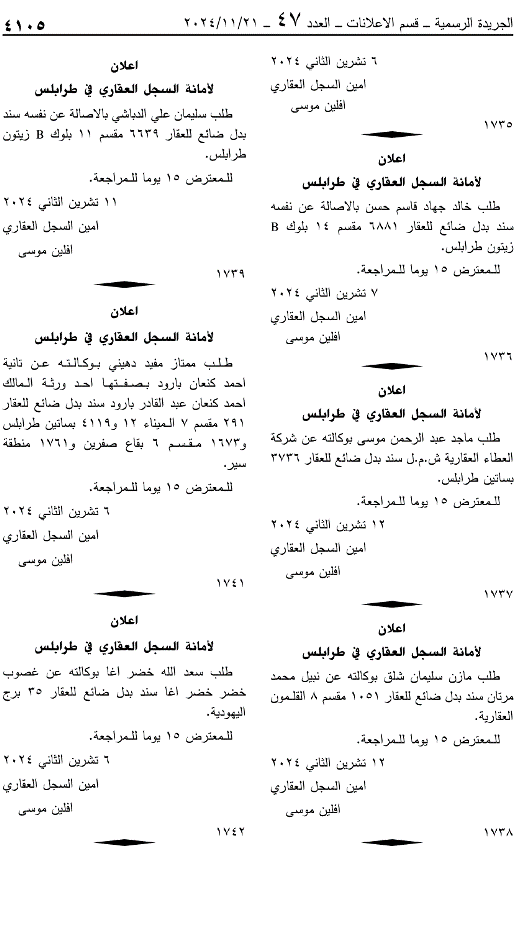 الجريدة الرسمية ــ قسم الاعلانات ــ العدد ٤٧ ــ ٢٠٢٤/١١/٢١
٤١٠٥
٦ تشرين الثاني ٢٠٢٤
امين السجل العقاري
افلين موسى
١٧٣٥
اعلان
لأمانة السجل العقاري في طرابلس
طلب خالد جهاد قاسم حسن بالاصالة عن نفسه
سند بدل ضائع للعقار ٦٨٨١ مقسم ١٤ بلوك B
زيتون طرابلس.
للمعترض ١٥ يوما للمراجعة.
٧ تشرين الثاني ٢٠٢٤
امين السجل العقاري
افلين موسى
١٧٣٦
اعلان
لأمانة السجل العقاري في طرابلس
طلب ماجد عبد الرحمن موسى بوكالته عن شركة
العطاء العقارية ش.م.ل سند بدل ضائع للعقار ٣٧٣٦
بساتين طرابلس.
للمعترض ١٥ يوما للمراجعة.
١٢ تشرين الثاني ٢٠٢٤
امين السجل العقاري
افلين موسى
١٧٣٧
اعلان
لأمانة السجل العقاري في طرابلس
طلب مازن سليمان شلق بوكالته عن نبيل محمد
مرتان سند بدل ضائع للعقار ١٠٥١ مقسم ٨ القلمون
العقارية.
للمعترض ١٥ يوما للمراجعة.
١٢ تشرين الثاني ٢٠٢٤
امين السجل العقاري
افلين موسى
١٧٣٨
اعلان
لأمانة السجل العقاري في طرابلس
طلب سليمان علي الدباشي بالاصالة عن نفسه سند
بدل ضائع للعقار ٦٦٣٩ مقسم ١١ بلوك B زيتون
طرابلس.
للمعترض ١٥ يوما للمراجعة.
١١ تشرين الثاني ٢٠٢٤
امين السجل العقاري
افلين موسى
١٧٣٩
اعلان
لأمانة السجل العقاري في طرابلس
طلب ممتاز مفيد دهيني بوكالته عن تانية
احمد كنعان بارود بصفتها احد ورثة المالك
احمد كنعان عبد القادر بارود سند بدل ضائع للعقار
٢٩١ مقسم ٧ الميناء ١٢ و٤١١٩ بساتين طرابلس
و١٦٧٣ مقسم ٦ بقاع صفرين و١٧٦١ منطقة
سير.
للمعترض ١٥ يوما للمراجعة.
٦ تشرين الثاني ٢٠٢٤
امين السجل العقاري
افلين موسى
١٧٤١
اعلان
لأمانة السجل العقاري في طرابلس
طلب سعد الله خضر اغا بوكالته عن غصوب
خضر خضر اغا سند بدل ضائع للعقار ٣٥ برج
اليهودية.
للمعترض ١٥ يوما للمراجعة.
٦ تشرين الثاني ٢٠٢٤
امين السجل العقاري
افلين موسى
١٧٤٢